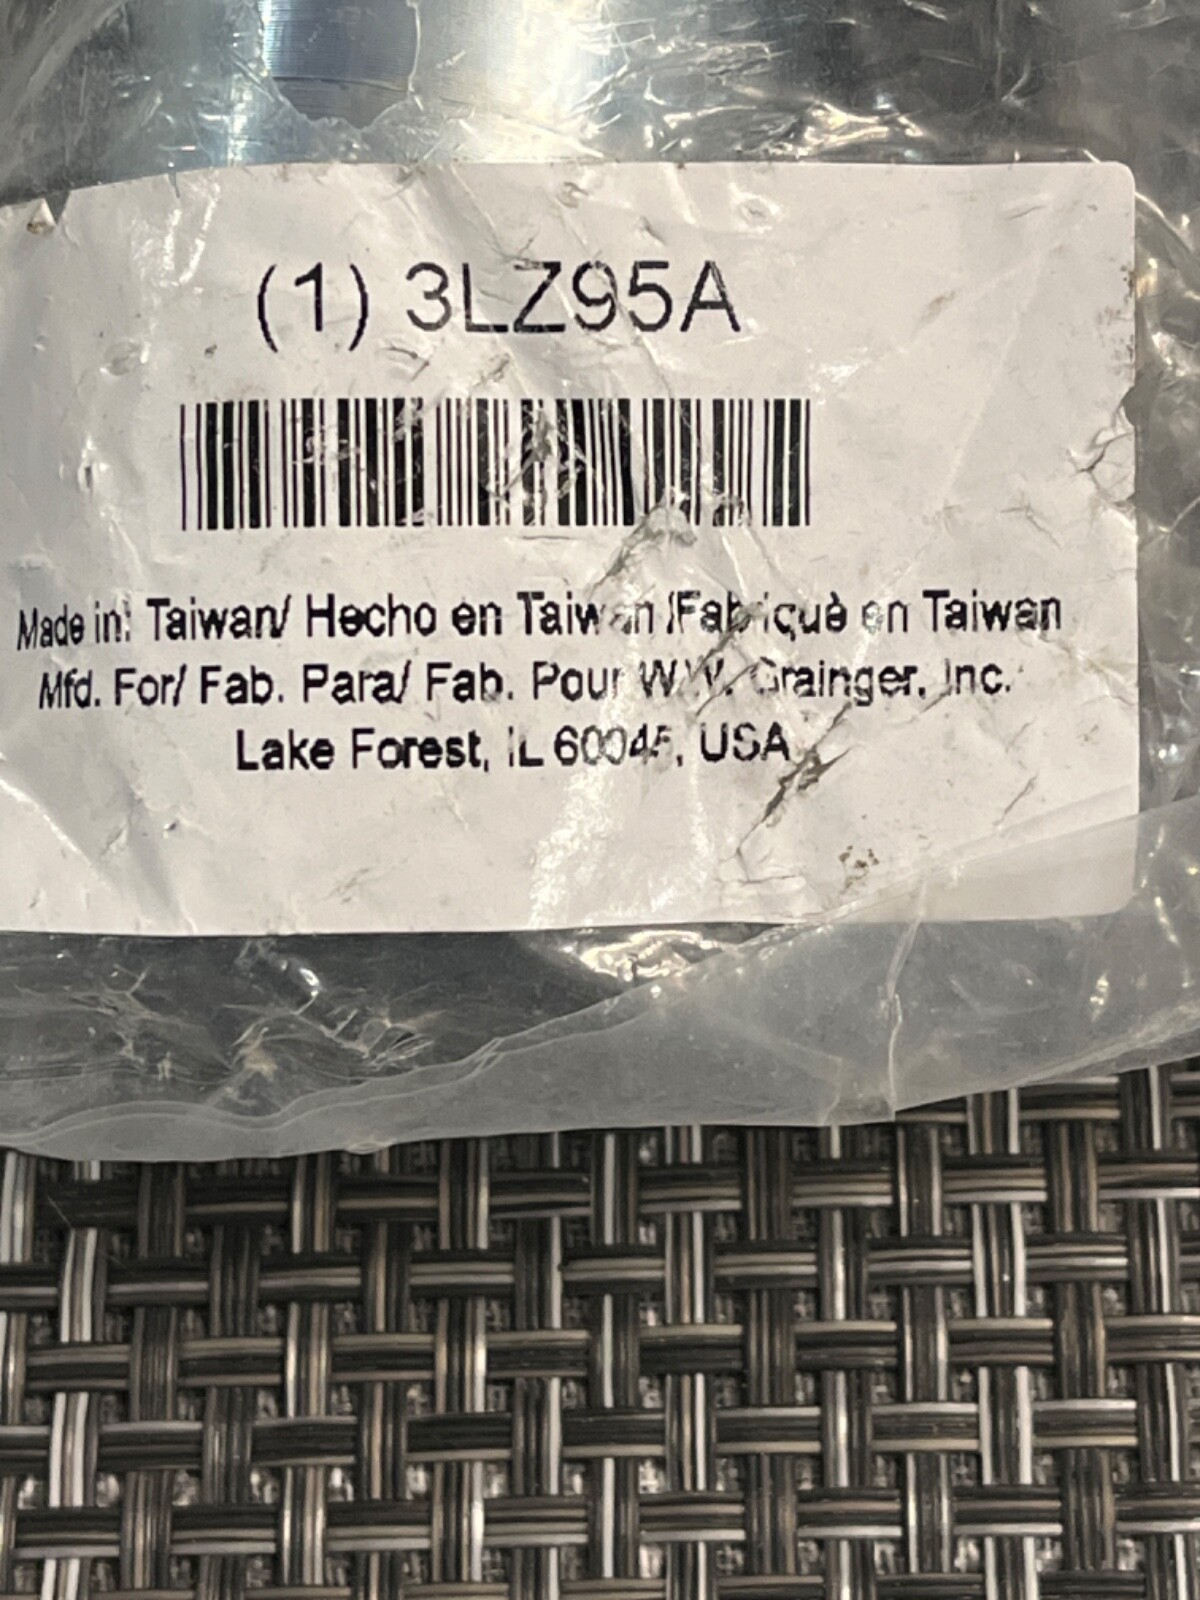 (1) 3LZ95A
Made in: Taiwan/ Hecho en Taiwan /Fabriquè en Taiwan
Mfd. For/ Fab. Para/ Fab. Pour W.W. Grainger, Inc.
Lake Forest, IL 60045, USA